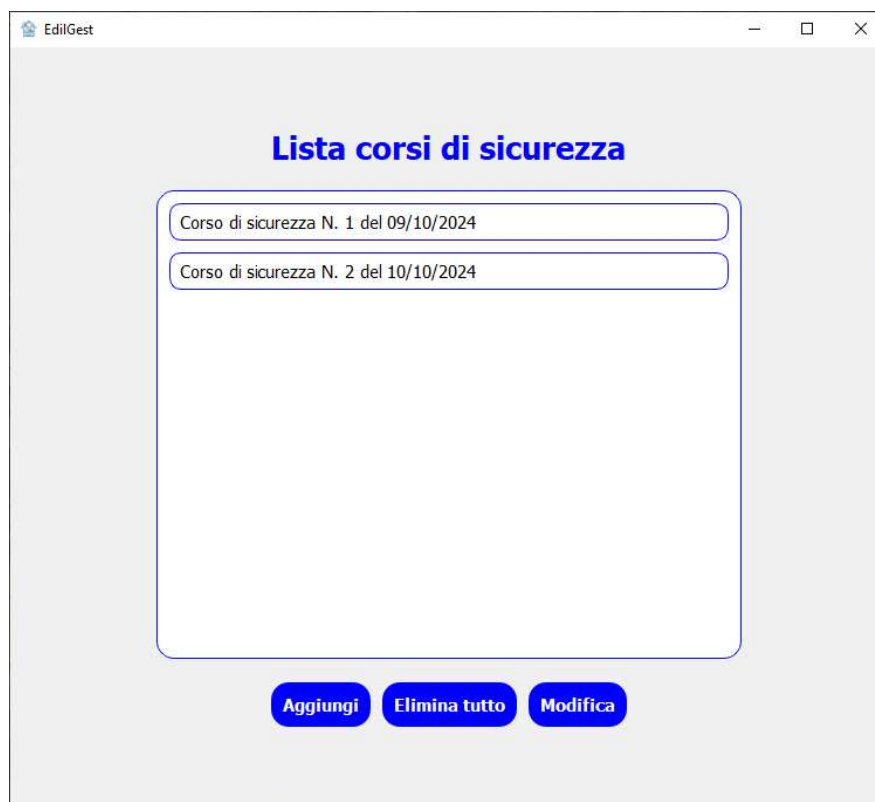 EdilGest
Lista corsi di sicurezza
Corso di sicurezza N. 1 del 09/10/2024
Corso di sicurezza N. 2 del 10/10/2024
Aggiungi Elimina tutto Modifica